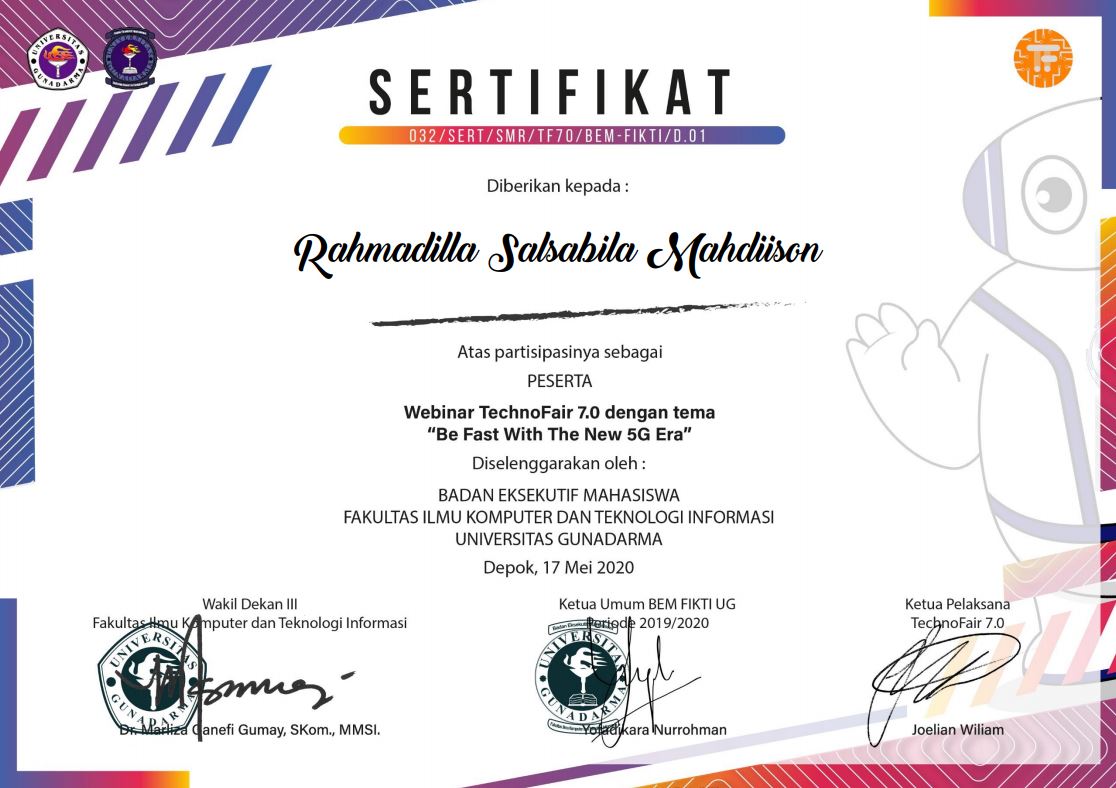 UNIVERSITAS GUNADARMA
SERTIFIKAT
032/SERT/SMR/TF70/BEM-FIKTI/D.01
Diberikan kepada :
Rahmadilla Salsabila Mahdiison
Atas partisipasinya sebagai
PESERTA
Webinar TechnoFair 7.0 dengan tema
“Be Fast With The New 5G Era”
Diselenggarakan oleh :
BADAN EKSEKUTIF MAHASISWA
FAKULTAS ILMU KOMPUTER DAN TEKNOLOGI INFORMASI
UNIVERSITAS GUNADARMA
Depok, 17 Mei 2020
Wakil Dekan III
Fakultas Ilmu Komputer dan Teknologi Informasi
UNIVERSITAS GUNADARMA
Dr. Marliza Ganefi Gumay, SKom., MMSI.
Ketua Umum BEM FIKTI UG
Periode 2019/2020
UNIVERSITAS GUNADARMA
Yofadikara Nurrohman
Ketua Pelaksana
TechnoFair 7.0
Joelian Wiliam